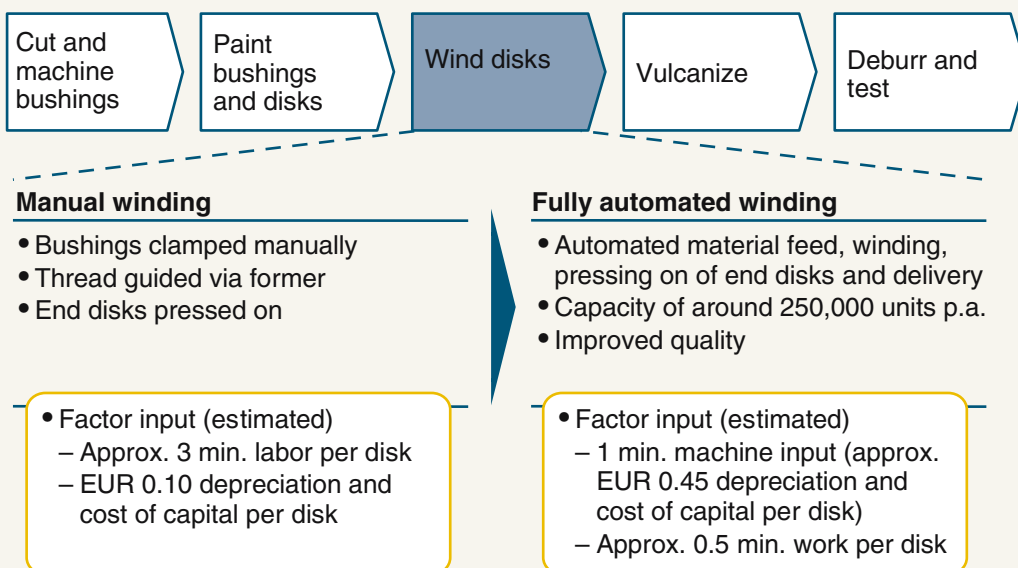 Cut and
machine
bushings
Paint
bushings
and disks
Wind disks
Vulcanize
Deburr and
test
Manual winding
• Bushings clamped manually
• Thread guided via former
• End disks pressed on
• Factor input (estimated)
– Approx. 3 min. labor per disk
– EUR 0.10 depreciation and
cost of capital per disk
Fully automated winding
• Automated material feed, winding,
pressing on of end disks and delivery
• Capacity of around 250,000 units p.a.
• Improved quality
• Factor input (estimated)
– 1 min. machine input (approx.
EUR 0.45 depreciation and
cost of capital per disk)
– Approx. 0.5 min. work per disk